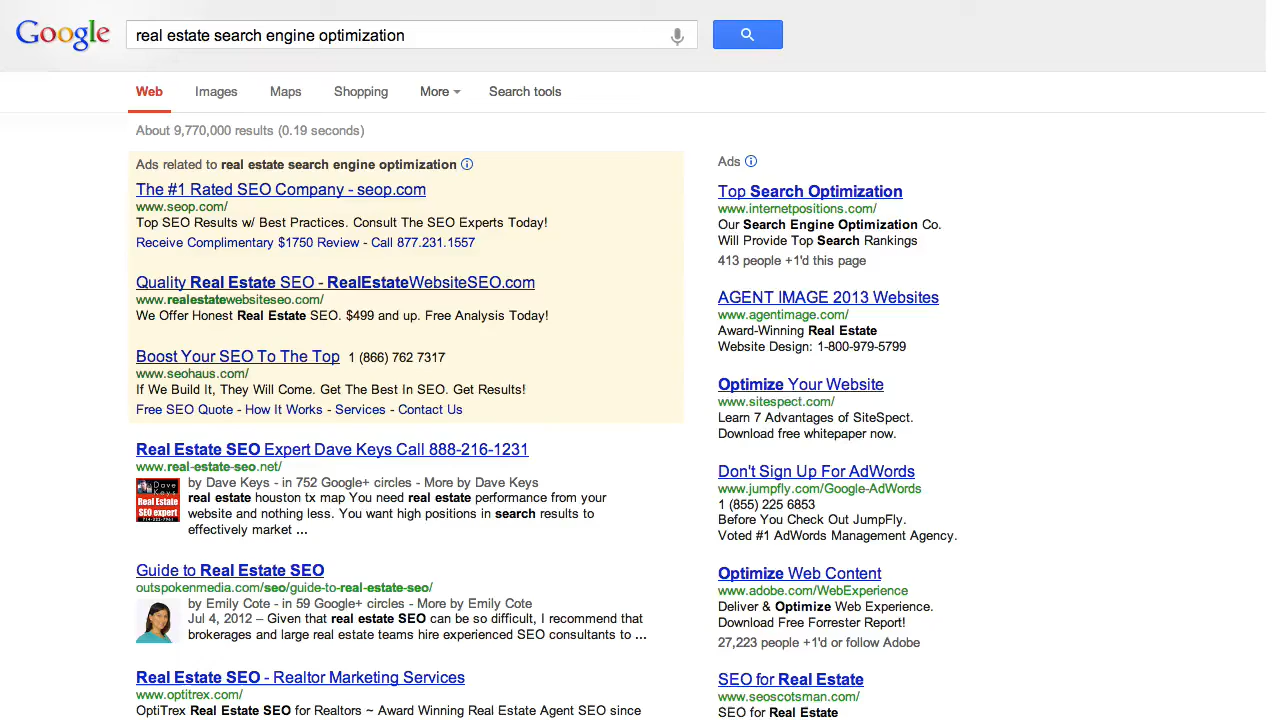 Google
real estate search engine optimization
Web Images Maps Shopping More Search tools
About 9,770,000 results (0.19 seconds)
Ads related to real estate search engine optimization
The #1 Rated SEO Company - seop.com
www.seop.com/
Top SEO Results w/ Best Practices. Consult The SEO Experts Today!
Receive Complimentary $1750 Review - Call 877.231.1557
Quality Real Estate SEO - RealEstateWebsiteSEO.com
www.realestatewebsiteseo.com/
We Offer Honest Real Estate SEO. $499 and up. Free Analysis Today!
Boost Your SEO To The Top 1 (866) 762 7317
www.seohaus.com/
If We Build It, They Will Come. Get The Best In SEO. Get Results!
Free SEO Quote - How It Works - Services - Contact Us
Real Estate SEO Expert Dave Keys Call 888-216-1231
www.real-estate-seo.net/
Dave
Keys
Real Estate
SEO expert
by Dave Keys - in 752 Google+ circles - More by Dave Keys
real estate houston tx map You need real estate performance from your
website and nothing less. You want high positions in search results to
effectively market ...
Guide to Real Estate SEO
outspokenmedia.com/seo/guide-to-real-estate-seo/
by Emily Cote - in 59 Google+ circles - More by Emily Cote
Jul 4, 2012 – Given that real estate SEO can be so difficult, I recommend that
brokerages and large real estate teams hire experienced SEO consultants to ...
Real Estate SEO - Realtor Marketing Services
www.optitrex.com/
OptiTrex Real Estate SEO for Realtors ~ Award Winning Real Estate Agent SEO since
Ads
Top Search Optimization
www.internetpositions.com/
Our Search Engine Optimization Co.
Will Provide Top Search Rankings
413 people +1'd this page
AGENT IMAGE 2013 Websites
www.agentimage.com/
Award-Winning Real Estate
Website Design: 1-800-979-5799
Optimize Your Website
www.sitespect.com/
Learn 7 Advantages of SiteSpect.
Download free whitepaper now.
Don't Sign Up For AdWords
www.jumpfly.com/Google-AdWords
1 (855) 225 6853
Before You Check Out JumpFly.
Voted #1 AdWords Management Agency.
Optimize Web Content
www.adobe.com/WebExperience
Deliver & Optimize Web Experience.
Download Free Forrester Report!
27,223 people +1'd or follow Adobe
SEO for Real Estate
www.seoscotsman.com/
SEO for Real Estate